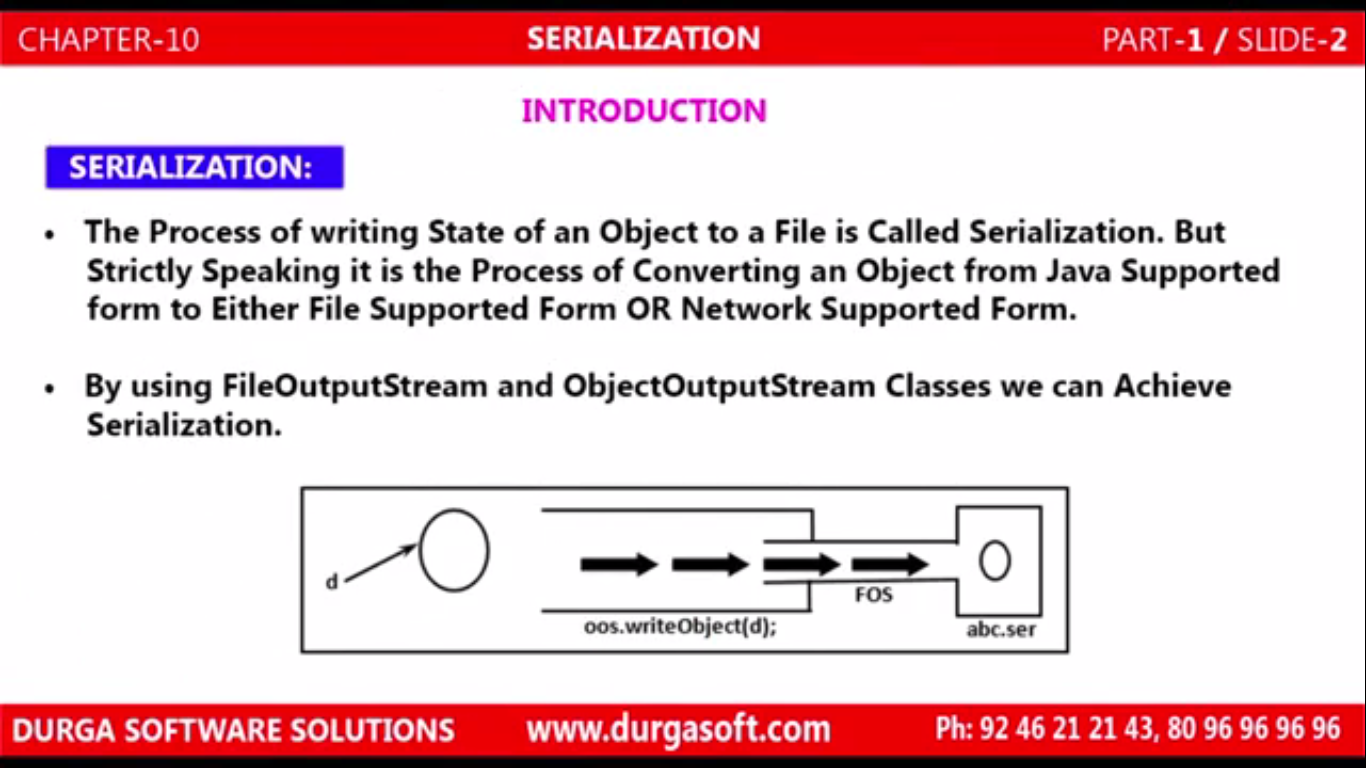 CHAPTER-10 SERIALIZATION PART-1 / SLIDE-2
INTRODUCTION
SERIALIZATION:
• The Process of writing State of an Object to a File is Called Serialization. But
Strictly Speaking it is the Process of Converting an Object from Java Supported
form to Either File Supported Form OR Network Supported Form.
• By using FileOutputStream and ObjectOutputStream Classes we can Achieve
Serialization.
d
FOS
oos.writeObject(d);
abc.ser
DURGA SOFTWARE SOLUTIONS www.durgasoft.com Ph: 92 46 21 21 43, 80 96 96 96 96